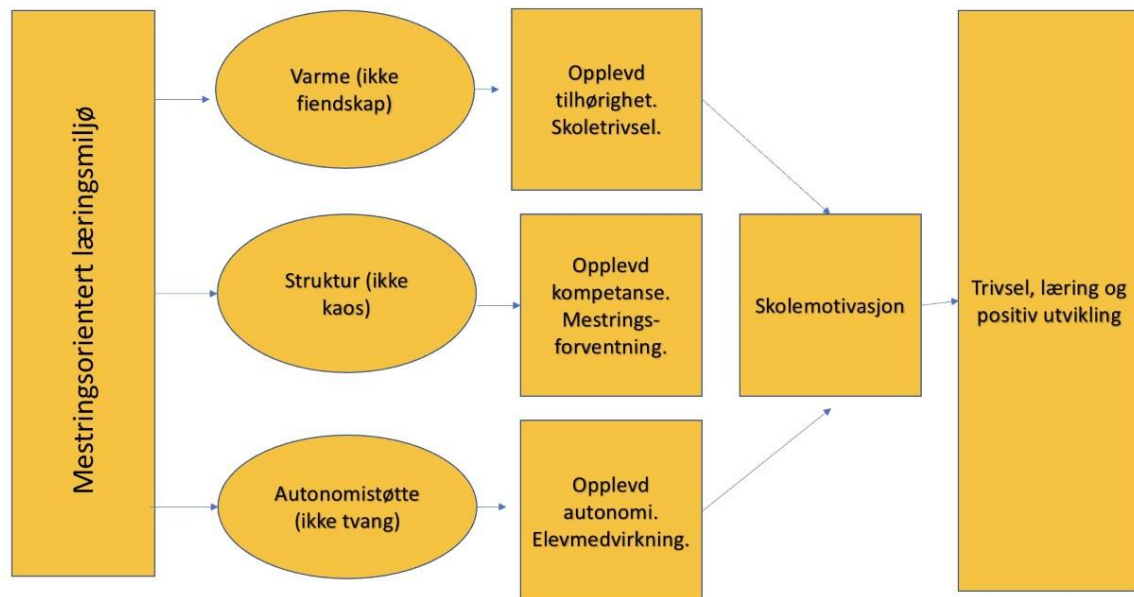 Mestringsorientert læringsmiljø
Varme (ikke
fiendskap)
Opplevd
tilhørighet.
Skoletrivsel.
Struktur (ikke
kaos)
Opplevd
kompetanse.
Mestrings-
forventning.
Autonomistøtte
(ikke tvang)
Opplevd
autonomi.
Elevmedvirkning.
Skolemotivasjon
Trivsel, læring og
positiv utvikling